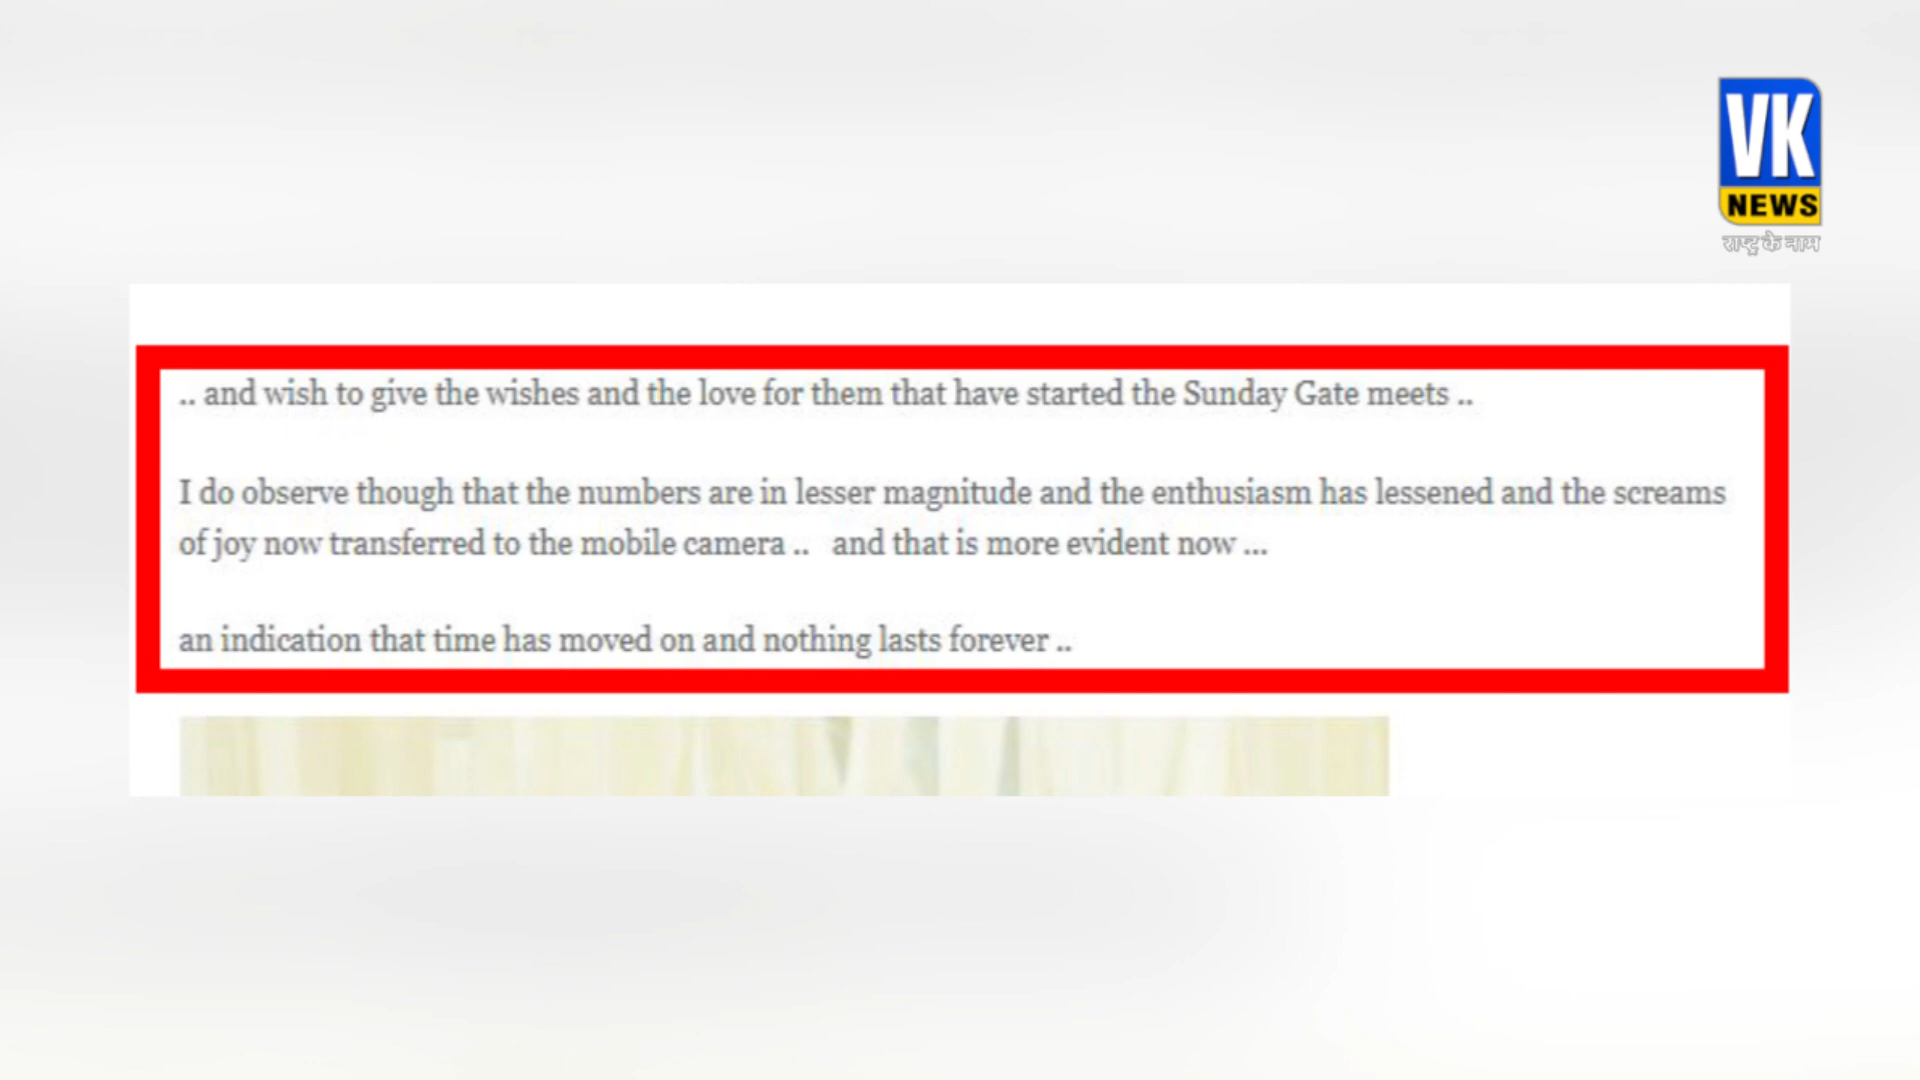 VK
NEWS
राष्ट्र के नाम
.. and wish to give the wishes and the love for them that have started the Sunday Gate meets ..
I do observe though that the numbers are in lesser magnitude and the enthusiasm has lessened and the screams
of joy now transferred to the mobile camera ..   and that is more evident now ...
an indication that time has moved on and nothing lasts forever ..